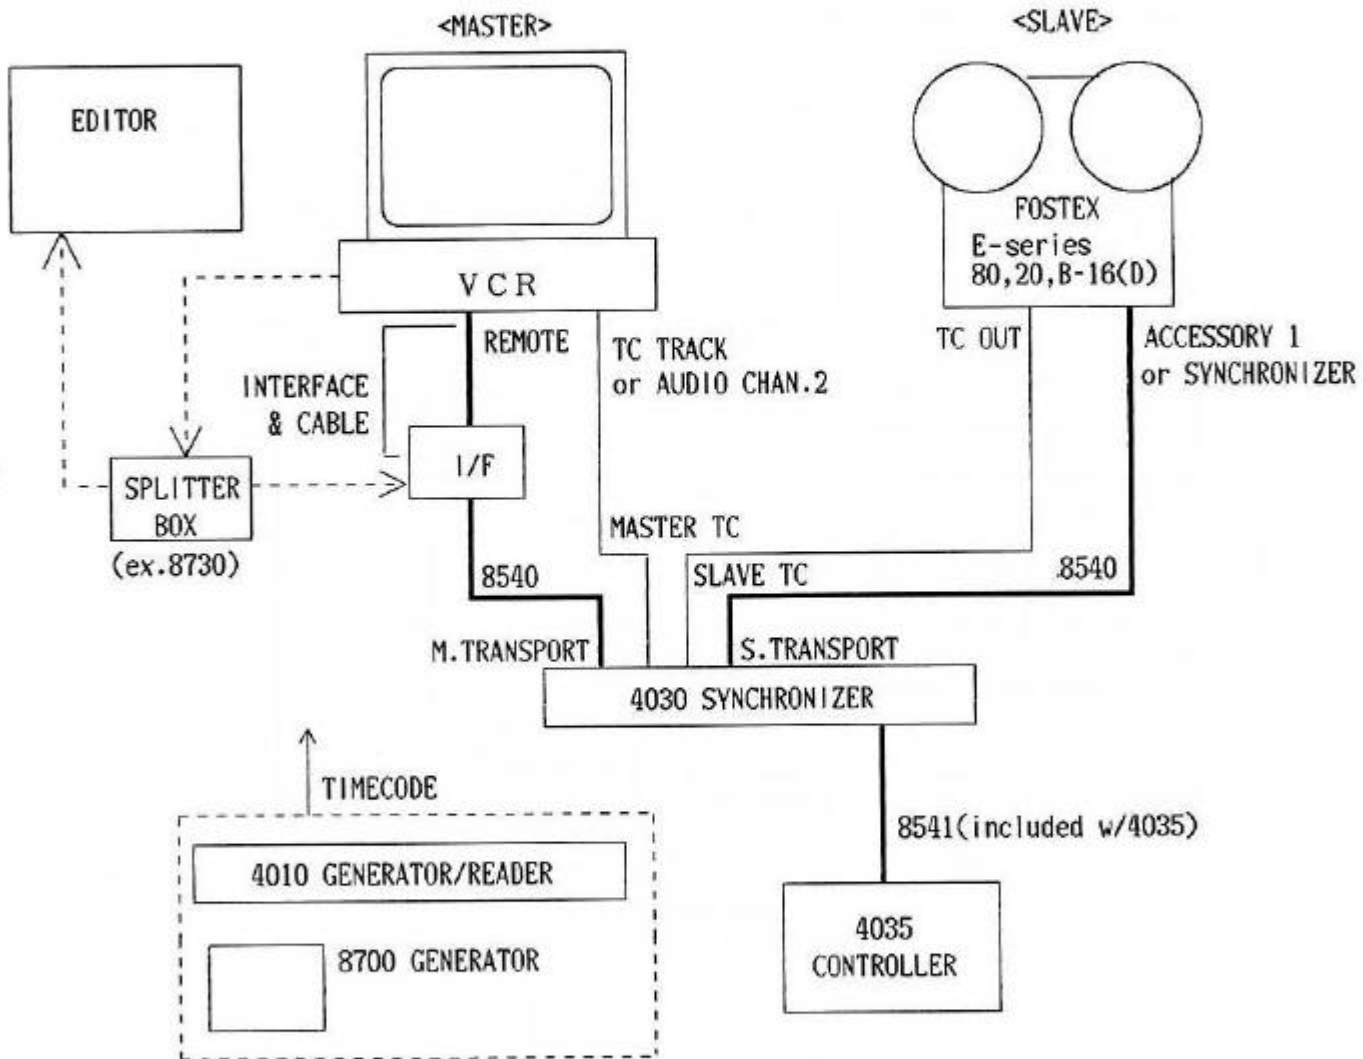 <MASTER>
<SLAVE>
EDITOR
VCR
FOSTEX
E-series
80,20,B-16(D)
REMOTE
TC TRACK
or AUDIO CHAN.2
TC OUT
ACCESSORY 1
or SYNCHRONIZER
INTERFACE
& CABLE
I/F
SPLITTER
BOX
(ex.8730)
MASTER TC
8540
SLAVE TC
.8540
M.TRANSPORT
S.TRANSPORT
4030 SYNCHRONIZER
TIMECODE
8541(included w/4035)
4010 GENERATOR/READER
8700 GENERATOR
4035
CONTROLLER